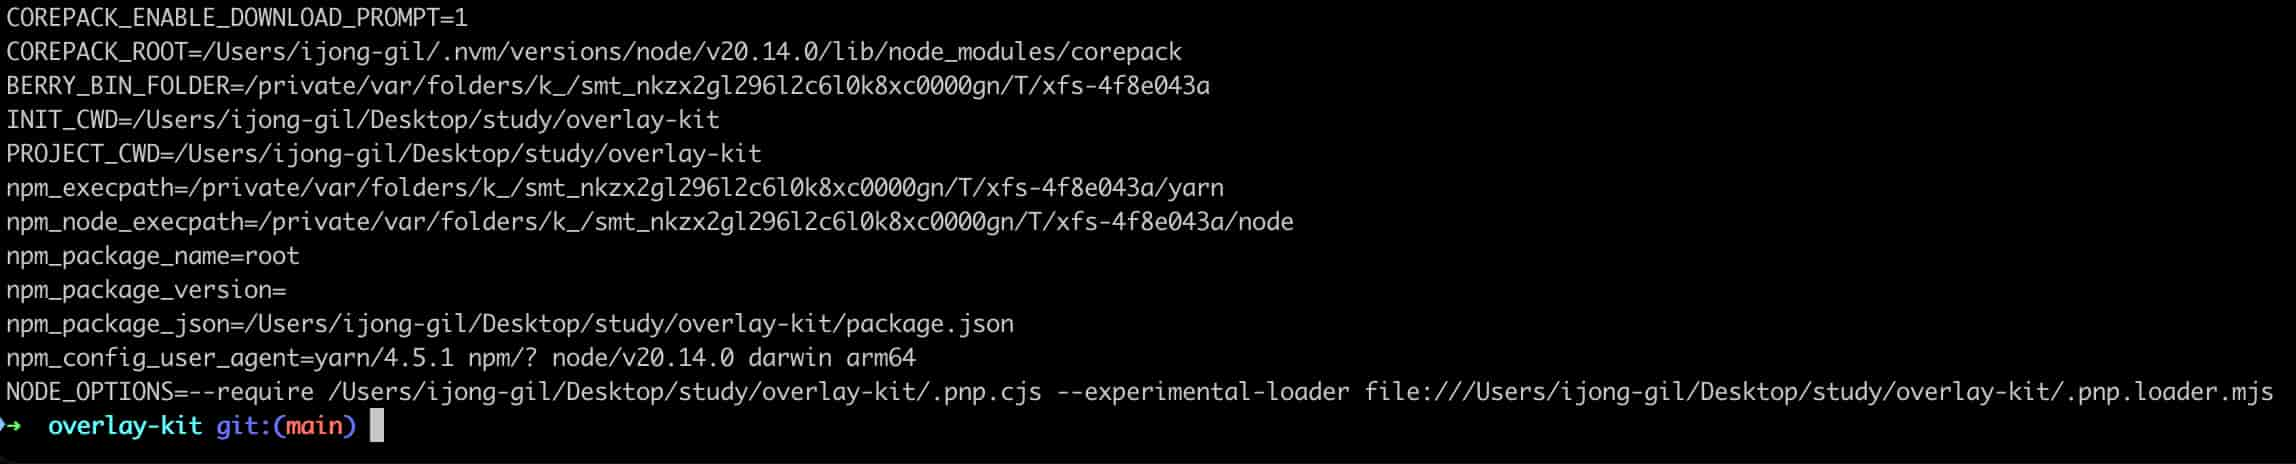 COREPACK_ENABLE_DOWNLOAD_PROMPT=1
COREPACK_ROOT=/Users/ijong-gil/.nvm/versions/node/v20.14.0/lib/node_modules/corepack
BERRY_BIN_FOLDER=/private/var/folders/k_/smt_nkzx2gl296l2c6l0k8xc0000gn/T/xfs-4f8e043a
INIT_CWD=/Users/ijong-gil/Desktop/study/overlay-kit
PROJECT_CWD=/Users/ijong-gil/Desktop/study/overlay-kit
npm_execpath=/private/var/folders/k_/smt_nkzx2gl296l2c6l0k8xc0000gn/T/xfs-4f8e043a/yarn
npm_node_execpath=/private/var/folders/k_/smt_nkzx2gl296l2c6l0k8xc0000gn/T/xfs-4f8e043a/node
npm_package_name=root
npm_package_version=
npm_package_json=/Users/ijong-gil/Desktop/study/overlay-kit/package.json
npm_config_user_agent=yarn/4.5.1 npm/? node/v20.14.0 darwin arm64
NODE_OPTIONS=--require /Users/ijong-gil/Desktop/study/overlay-kit/.pnp.cjs --experimental-loader file:///Users/ijong-gil/Desktop/study/overlay-kit/.pnp.loader.mjs
➜ overlay-kit git:(main)